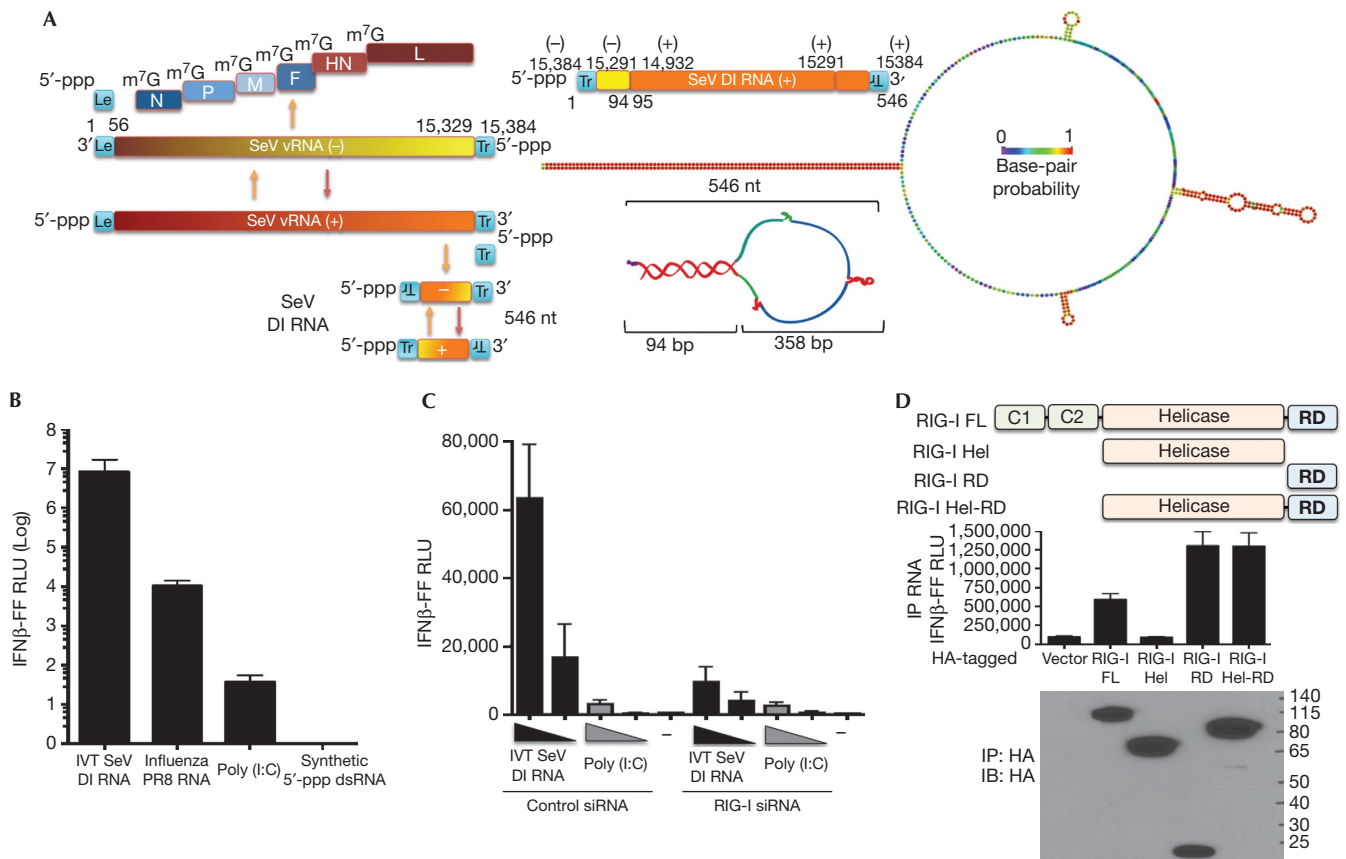 A
5′-ppp
Le
m7G
N
m7G
P
m7G
M
m7G
F
m7G
HN
m7G
L
1
56
15,329
15,384
3′
Le
SeV vRNA (–)
Tr
5′-ppp
5′-ppp
Le
SeV vRNA (+)
Tr
3′
5′-ppp
Tr
SeV
DI RNA
5′-ppp
Tr
–
Tr
3′
546 nt
5′-ppp
Tr
+
Tr
3′
(–)
(–)
(+)
(+)
(+)
15,384
15,291
14,932
15291
15384
5′-ppp
Tr
SeV DI RNA (+)
Tr
3′
1
94
95
546
546 nt
94 bp
358 bp
0
1
Base-pair
probability
B
IFNβ-FF RLU (Log)
8
7
6
5
4
3
2
1
0
IVT SeV
DI RNA
Influenza
PR8 RNA
Poly (I:C)
Synthetic
5′-ppp dsRNA
C
IFNβ-FF RLU
80,000
60,000
40,000
20,000
0
IVT SeV
DI RNA
Poly (I:C)
–
IVT SeV
DI RNA
Poly (I:C)
–
Control siRNA
RIG-I siRNA
D
RIG-I FL
C1
C2
Helicase
RD
RIG-I Hel
Helicase
RIG-I RD
RD
RIG-I Hel-RD
Helicase
RD
IP RNA
IFNβ-FF RLU
1,500,000
1,250,000
1,000,000
750,000
500,000
250,000
0
HA-tagged
Vector
RIG-I
FL
RIG-I
Hel
RIG-I
RD
RIG-I
Hel-RD
IP: HA
IB: HA
140
115
80
65
50
40
30
25